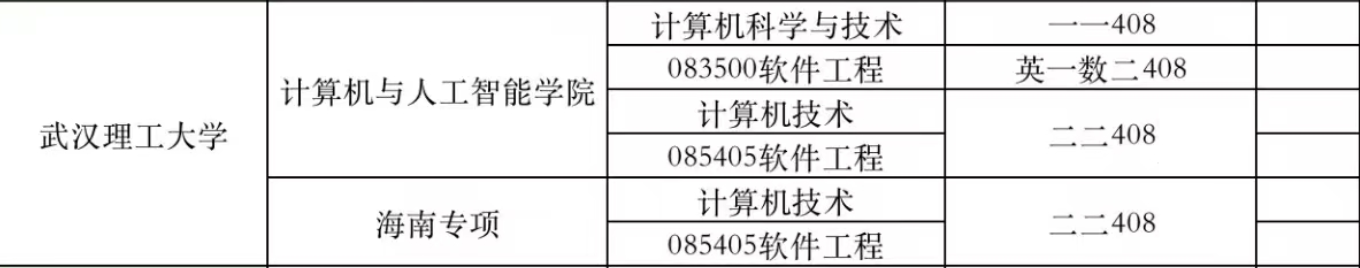 计算机科学与技术 一一408
083500软件工程 英一数二408
计算机与人工智能学院
计算机技术
二二408
武汉理工大学
085405软件工程
计算机技术
海南专项 二二408
085405软件工程